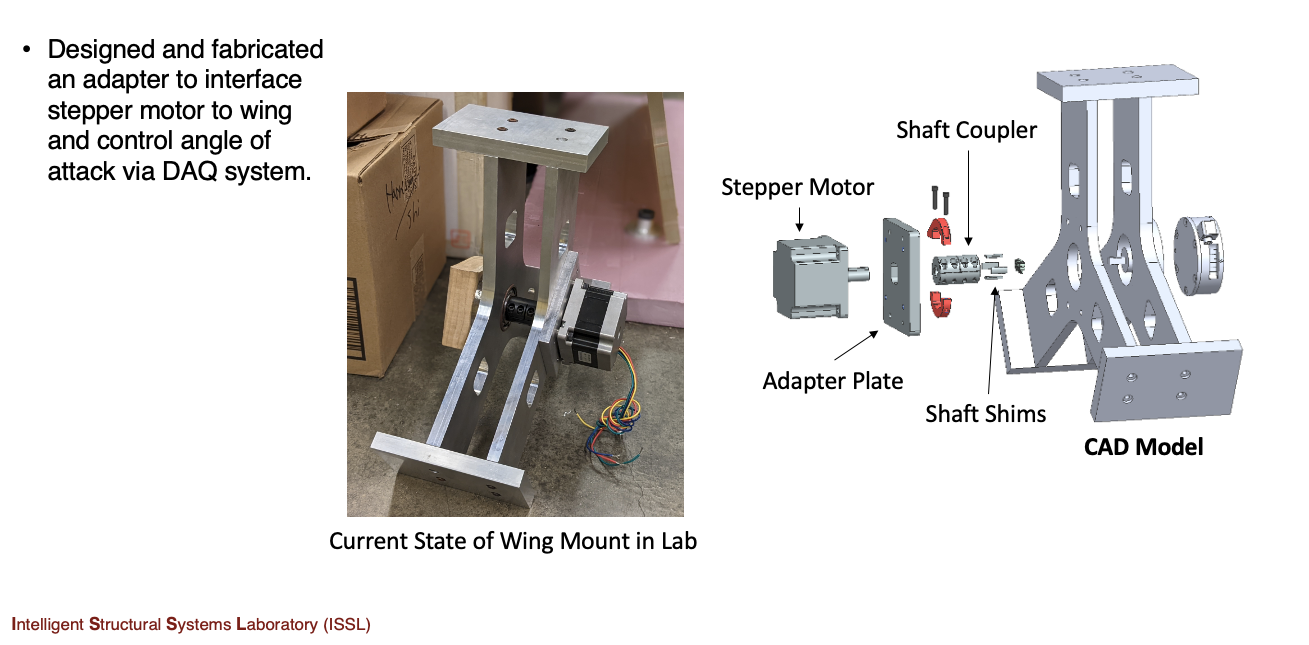 • Designed and fabricated
an adapter to interface
stepper motor to wing
and control angle of
attack via DAQ system.
Shaft Coupler
Stepper Motor
Adapter Plate
Shaft Shims
CAD Model
Current State of Wing Mount in Lab
Intelligent Structural Systems Laboratory (ISSL)